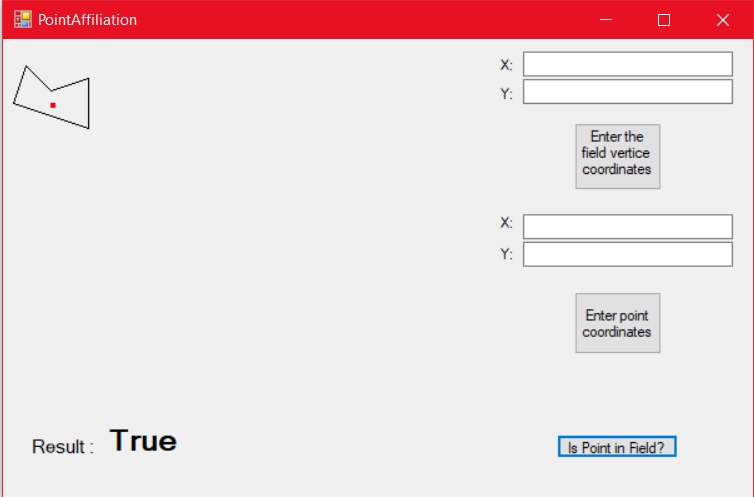 PointAffiliation
X:
Y:
Enter the
field vertice
coordinates
X:
Y:
Enter point
coordinates
Result : True
Is Point in Field?